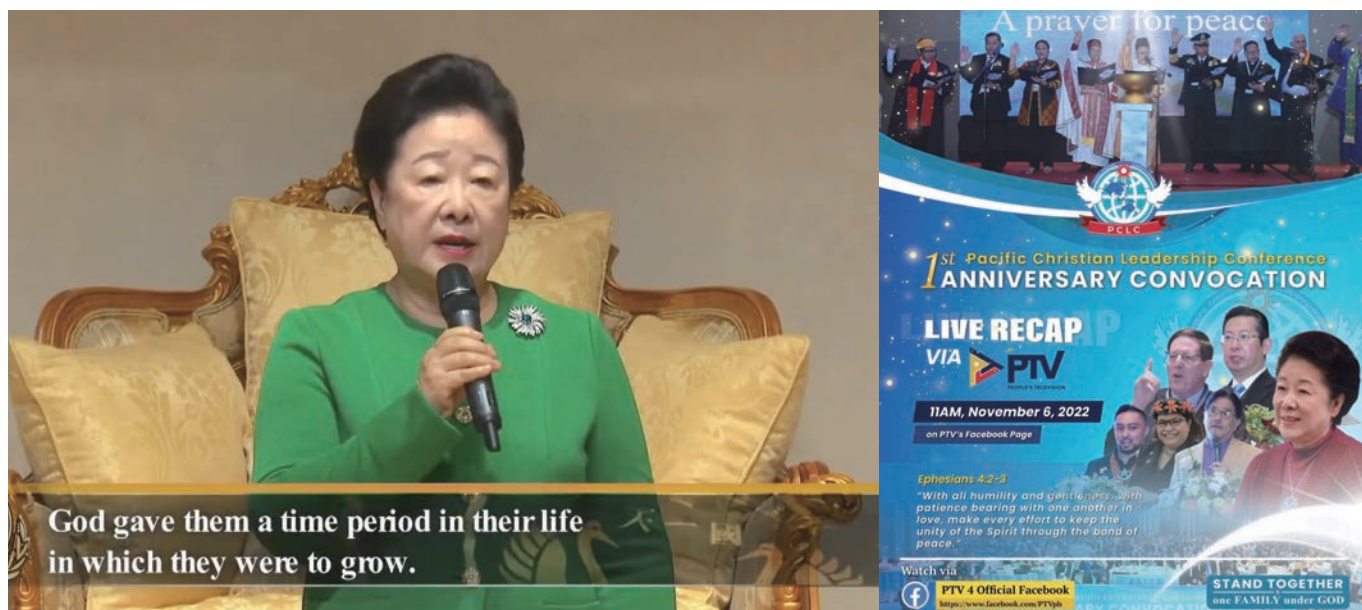 God gave them a time period in their life
in which they were to grow.
A prayer for peace
PCLC
1st Pacific Christian Leadership Conference
ANNIVERSARY CONVOCATION
LIVE RECAP
VIA PTV
PEOPLE'S TELEVISION
11AM, November 6, 2022
on PTV's Facebook Page
Ephesians 4:2-3
"With all humility and gentleness, with
patience bearing with one another in
love, make every effort to keep the
unity of the Spirit through the bond of
peace."
Watch via
PTV 4 Official Facebook
https://www.facebook.com/PTVph
STAND TOGETHER
one FAMILY under GOD